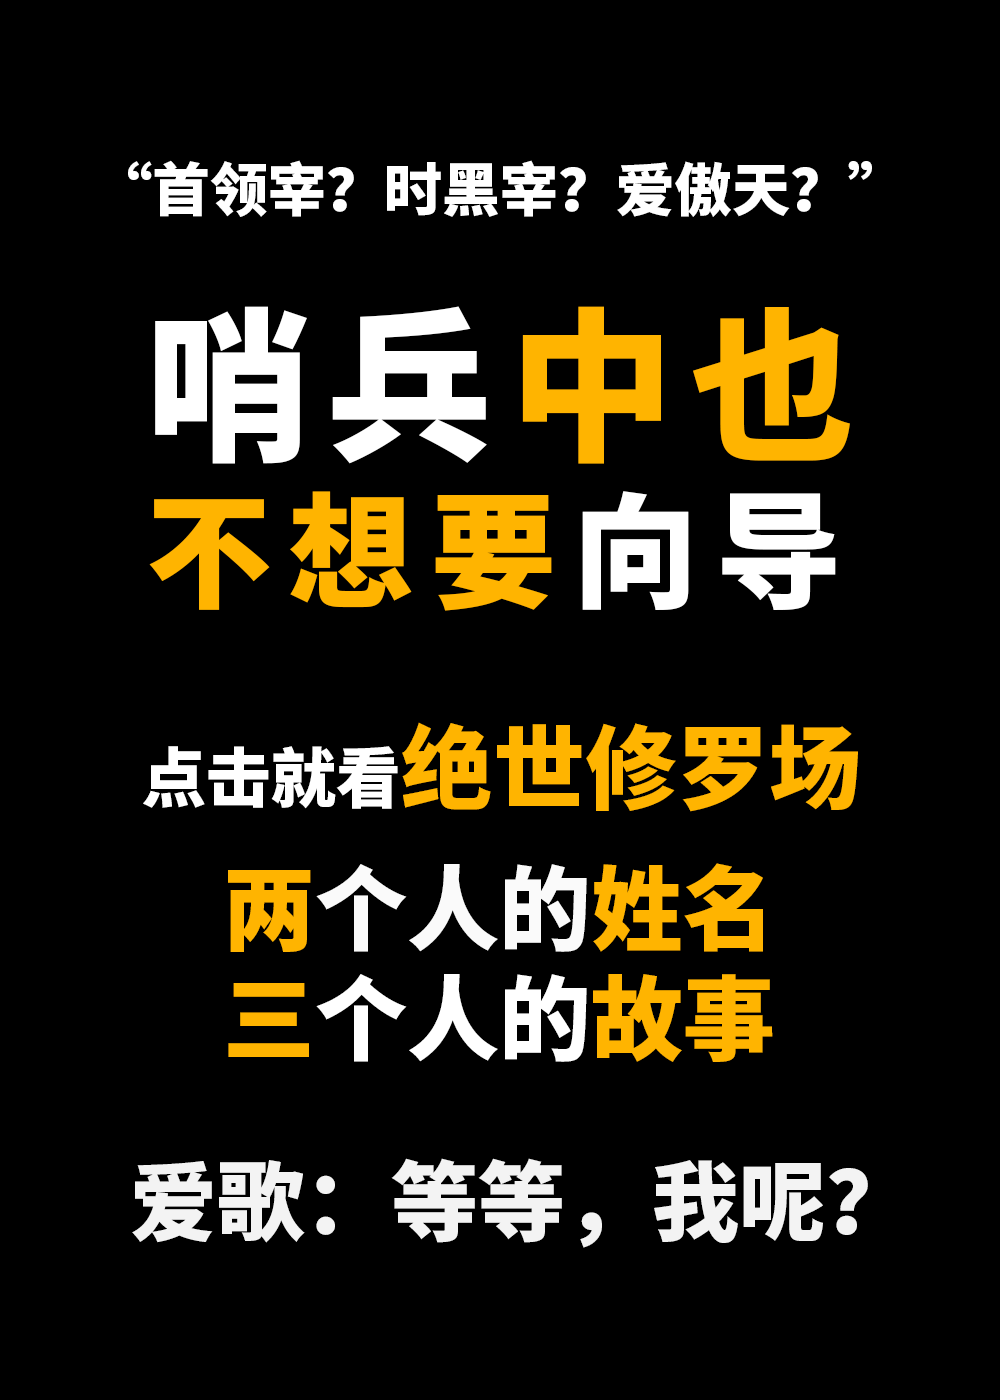 “首领宰？时黑宰？爱傲天？”
哨兵中也
不想要向导
点击就看绝世修罗场
两个人的姓名
三个人的故事
爱歌：等等，我呢？